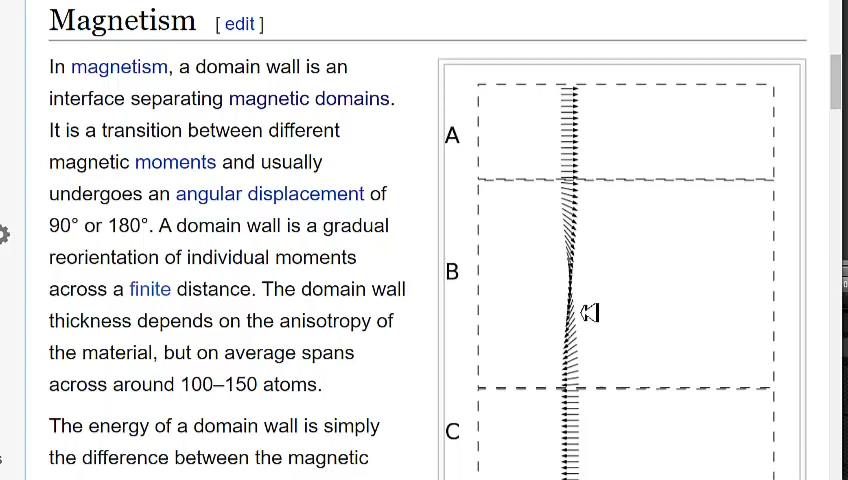 Magnetism [ edit ]
In magnetism, a domain wall is an
interface separating magnetic domains.
It is a transition between different
magnetic moments and usually
undergoes an angular displacement of
90° or 180°. A domain wall is a gradual
reorientation of individual moments
across a finite distance. The domain wall
thickness depends on the anisotropy of
the material, but on average spans
across around 100–150 atoms.
The energy of a domain wall is simply
the difference between the magnetic
A
B
C